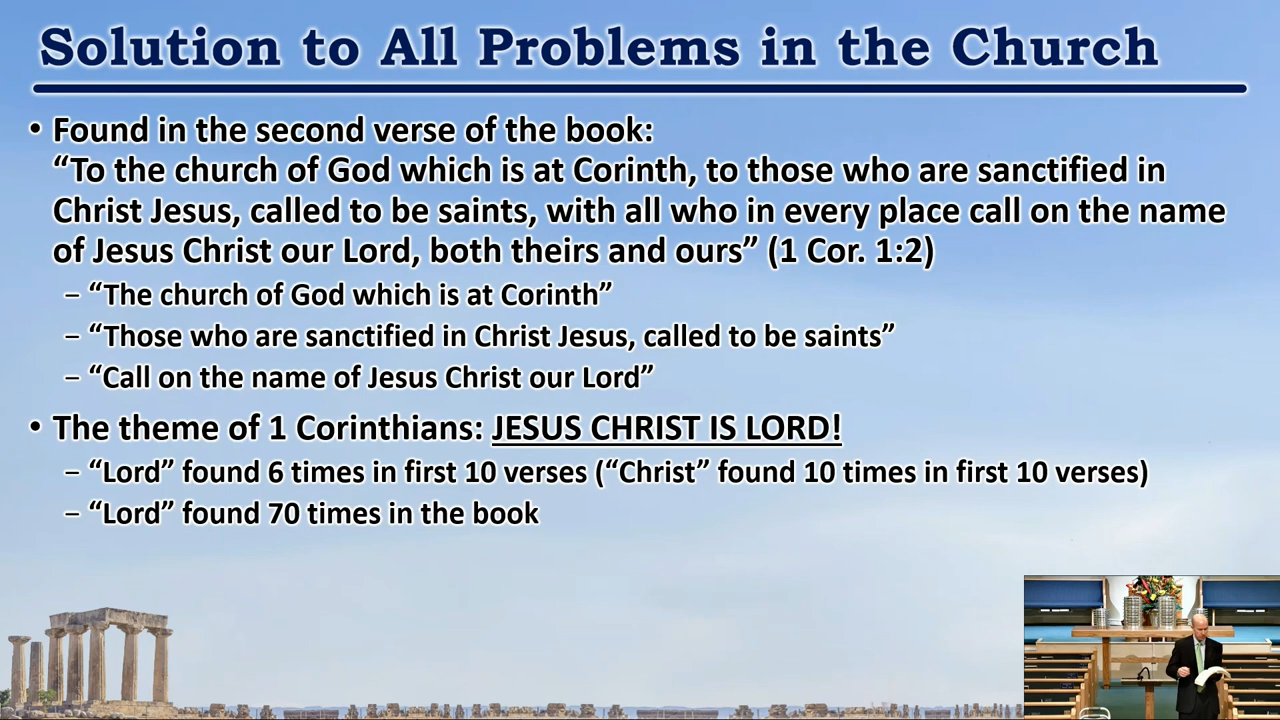 Solution to All Problems in the Church
• Found in the second verse of the book:
“To the church of God which is at Corinth, to those who are sanctified in
Christ Jesus, called to be saints, with all who in every place call on the name
of Jesus Christ our Lord, both theirs and ours” (1 Cor. 1:2)
– “The church of God which is at Corinth”
– “Those who are sanctified in Christ Jesus, called to be saints”
– “Call on the name of Jesus Christ our Lord”
• The theme of 1 Corinthians: JESUS CHRIST IS LORD!
– “Lord” found 6 times in first 10 verses (“Christ” found 10 times in first 10 verses)
– “Lord” found 70 times in the book